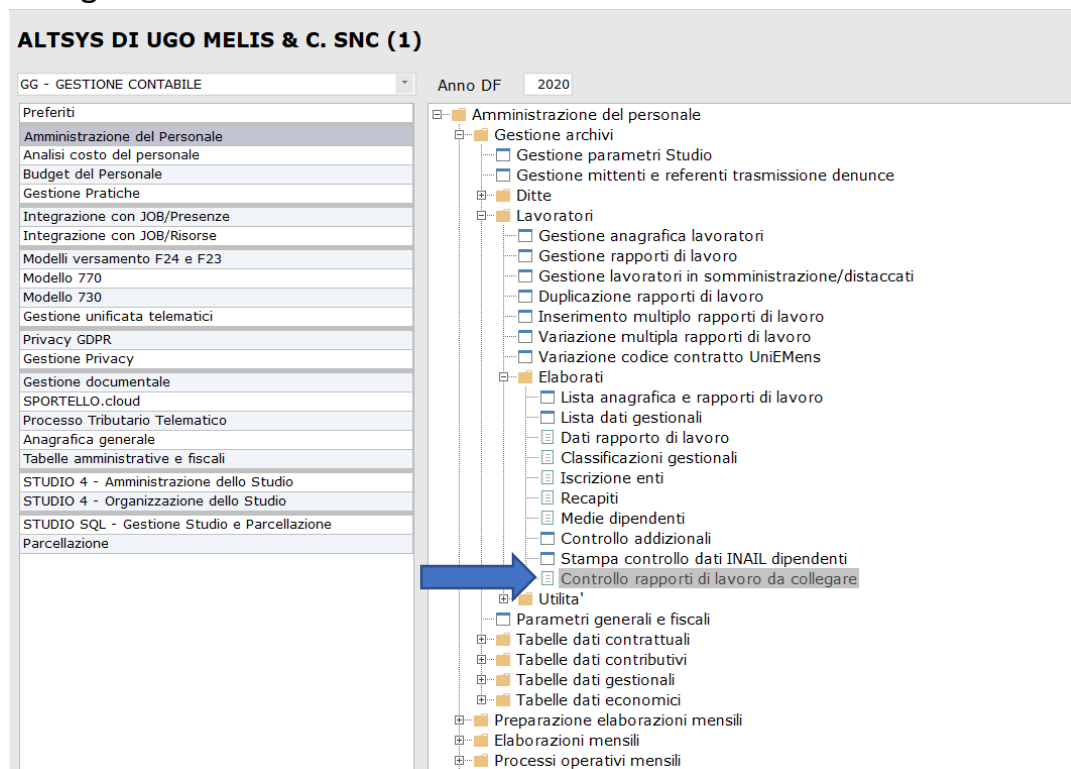 ALTSYS DI UGO MELIS & C. SNC (1)
GG - GESTIONE CONTABILE
Anno DF 2020
Preferiti
Amministrazione del Personale
Analisi costo del personale
Budget del Personale
Gestione Pratiche
Integrazione con JOB/Presenze
Integrazione con JOB/Risorse
Modelli versamento F24 e F23
Modello 770
Modello 730
Gestione unificata telematici
Privacy GDPR
Gestione Privacy
Gestione documentale
SPORTELLO.cloud
Processo Tributario Telematico
Anagrafica generale
Tabelle amministrative e fiscali
STUDIO 4 - Amministrazione dello Studio
STUDIO 4 - Organizzazione dello Studio
STUDIO SQL - Gestione Studio e Parcellazione
Parcellazione
Amministrazione del personale
Gestione archivi
Gestione parametri Studio
Gestione mittenti e referenti trasmissione denunce
Ditte
Lavoratori
Gestione anagrafica lavoratori
Gestione rapporti di lavoro
Gestione lavoratori in somministrazione/distaccati
Duplicazione rapporti di lavoro
Inserimento multiplo rapporti di lavoro
Variazione multipla rapporti di lavoro
Variazione codice contratto UniEMens
Elaborati
Lista anagrafica e rapporti di lavoro
Lista dati gestionali
Dati rapporto di lavoro
Classificazioni gestionali
Iscrizione enti
Recapiti
Medie dipendenti
Controllo addizionali
Stampa controllo dati INAIL dipendenti
Controllo rapporti di lavoro da collegare
Utilita'
Parametri generali e fiscali
Tabelle dati contrattuali
Tabelle dati contributivi
Tabelle dati gestionali
Tabelle dati economici
Preparazione elaborazioni mensili
Elaborazioni mensili
Processi operativi mensili